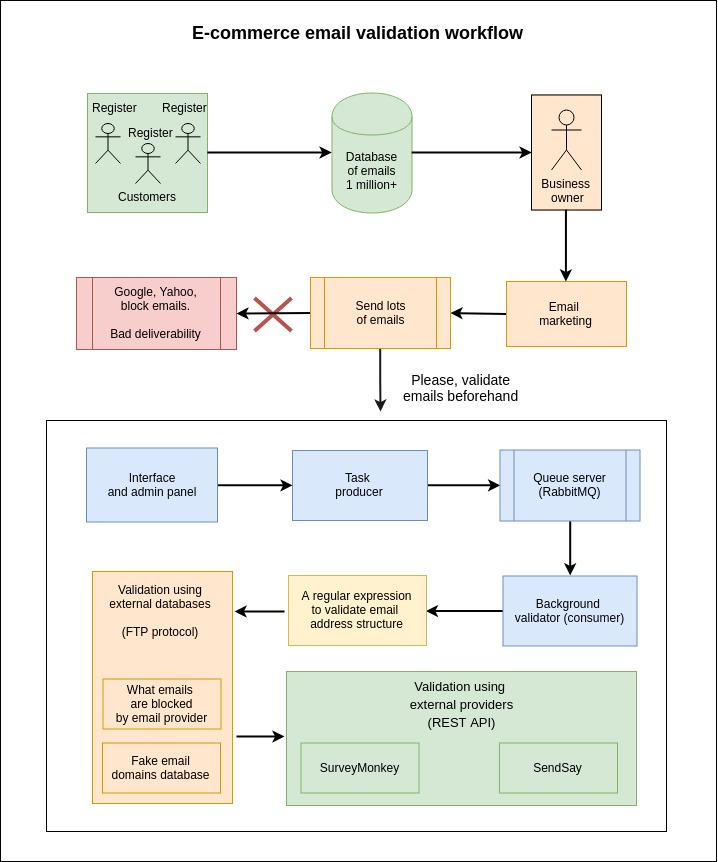 E-commerce email validation workflow
Register
Register
Register
Customers
Database
of emails
1 million+
Business
owner
Google, Yahoo,
block emails.
Bad deliverability
Send lots
of emails
Email
marketing
Please, validate
emails beforehand
Interface
and admin panel
Task
producer
Queue server
(RabbitMQ)
Background
validator (consumer)
A regular expression
to validate email
address structure
Validation using
external databases
(FTP protocol)
What emails
are blocked
by email provider
Fake email
domains database
Validation using
external providers
(REST API)
SurveyMonkey
SendSay